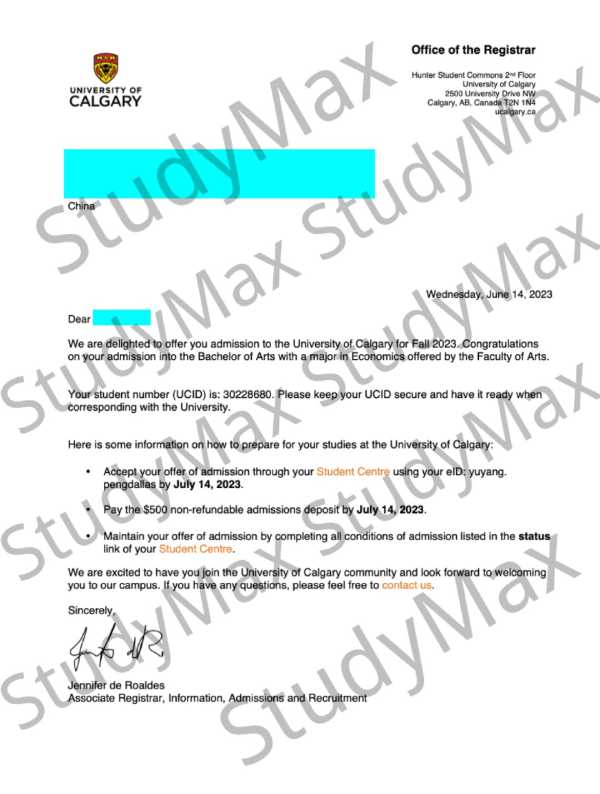 Office of the Registrar
Hunter Student Commons 2nd Floor
University of Calgary
2500 University Drive NW
Calgary, AB, Canada T2N 1N4
ucalgary.ca
UNIVERSITY OF
CALGARY
China
Wednesday, June 14, 2023
Dear
We are delighted to offer you admission to the University of Calgary for Fall 2023. Congratulations
on your admission into the Bachelor of Arts with a major in Economics offered by the Faculty of Arts.
Your student number (UCID) is: 30228680. Please keep your UCID secure and have it ready when
corresponding with the University.
Here is some information on how to prepare for your studies at the University of Calgary:
• Accept your offer of admission through your Student Centre using your eID: yuyang.
pengdallas by July 14, 2023.
• Pay the $500 non-refundable admissions deposit by July 14, 2023.
• Maintain your offer of admission by completing all conditions of admission listed in the status
link of your Student Centre.
We are excited to have you join the University of Calgary community and look forward to welcoming
you to our campus. If you have any questions, please feel free to contact us.
Sincerely,
Jennifer de Roaldes
Associate Registrar, Information, Admissions and Recruitment
StudyMax
StudyMax
StudyMax
StudyMax
StudyMax
StudyMax
StudyMax
StudyMax